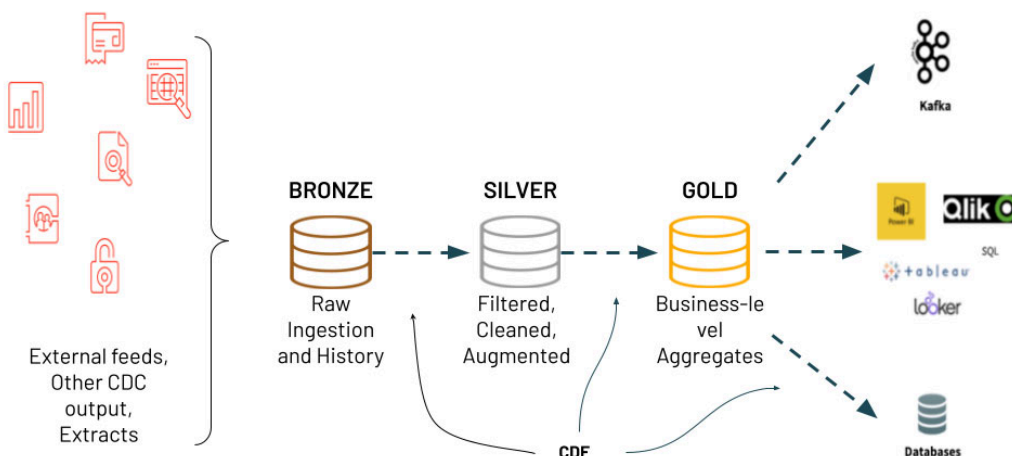 External feeds,
Other CDC
output,
Extracts
BRONZE
Raw
Ingestion
and History
SILVER
Filtered,
Cleaned,
Augmented
GOLD
Business-le
vel
Aggregates
CDF
Kafka
Power BI
Qlik
SQL
+ableau
looker
Databases